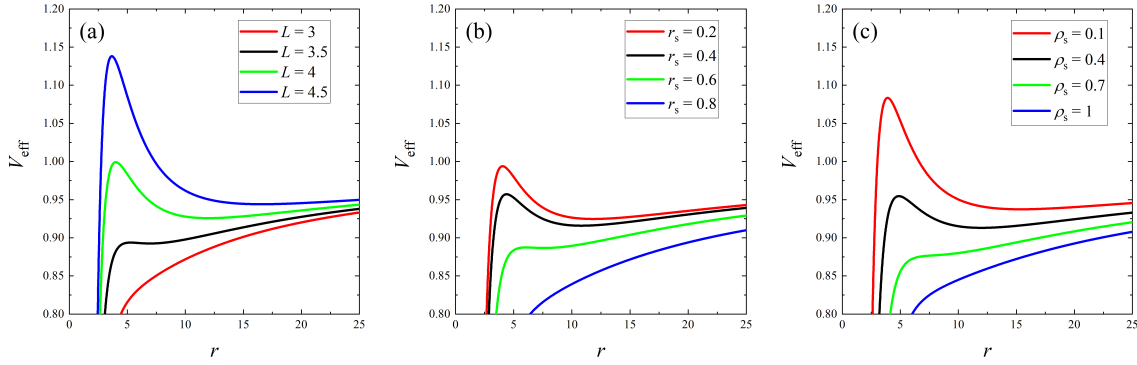 (a)
L = 3
L = 3.5
L = 4
L = 4.5
1.20
1.15
1.10
1.05
1.00
0.95
0.90
0.85
0.80
V_eff
0 5 10 15 20 25
r
(b)
r_s = 0.2
r_s = 0.4
r_s = 0.6
r_s = 0.8
1.20
1.15
1.10
1.05
1.00
0.95
0.90
0.85
0.80
V_eff
0 5 10 15 20 25
r
(c)
ρ_s = 0.1
ρ_s = 0.4
ρ_s = 0.7
ρ_s = 1
1.20
1.15
1.10
1.05
1.00
0.95
0.90
0.85
0.80
V_eff
0 5 10 15 20 25
r